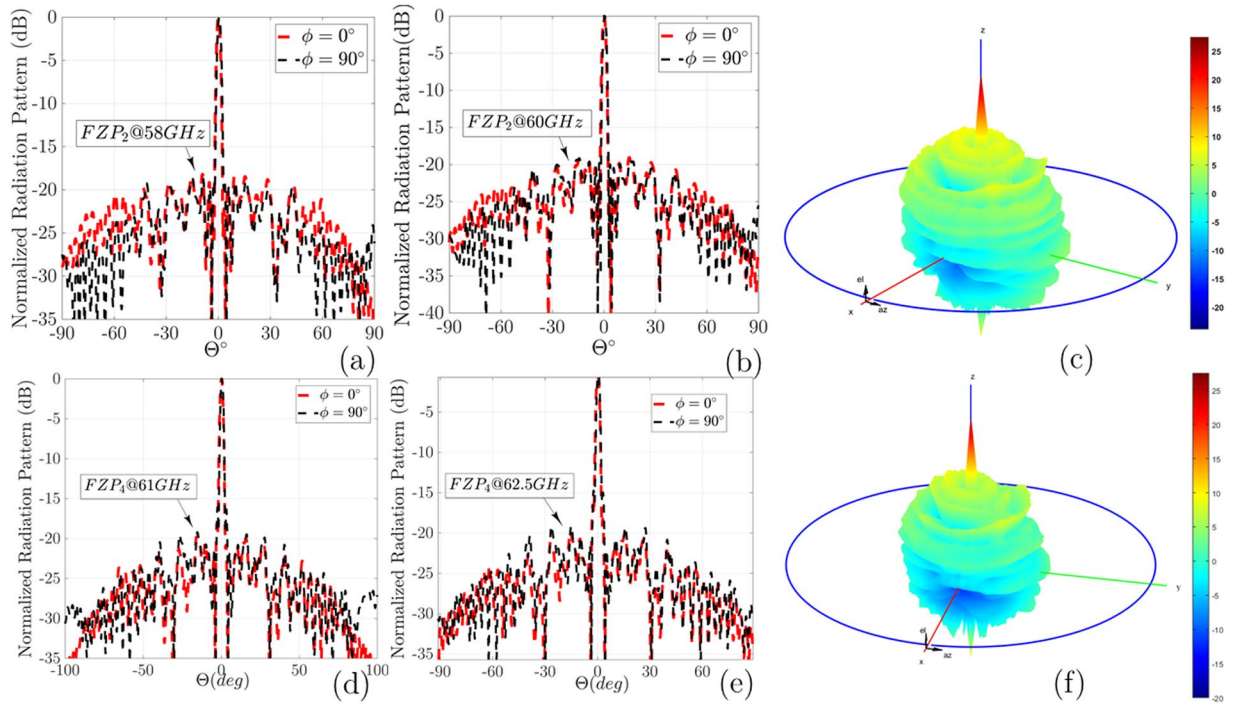 Normalized Radiation Pattern (dB)
0
-5
-10
-15
-20
-25
-30
-35
-90
-60
-30
0
30
60
90
Θ°
ϕ = 0°
ϕ = 90°
FZP₂@58GHz
(a)
Normalized Radiation Pattern(dB)
0
-5
-10
-15
-20
-25
-30
-35
-40
-90
-60
-30
0
30
60
90
Θ°
ϕ = 0°
ϕ = 90°
FZP₂@60GHz
(b)
z
el
x
az
y
25
20
15
10
5
0
-5
-10
-15
-20
(c)
Normalized Radiation Pattern (dB)
0
-5
-10
-15
-20
-25
-30
-35
-100
-50
0
50
100
Θ(deg)
ϕ = 0°
ϕ = 90°
FZP₄@61GHz
(d)
Normalized Radiation Pattern (dB)
-5
-10
-15
-20
-25
-30
-35
-90
-60
-30
0
30
60
Θ(deg)
ϕ = 0°
ϕ = 90°
FZP₄@62.5GHz
(e)
z
el
x
az
y
25
20
15
10
5
0
-5
-10
-15
-20
(f)